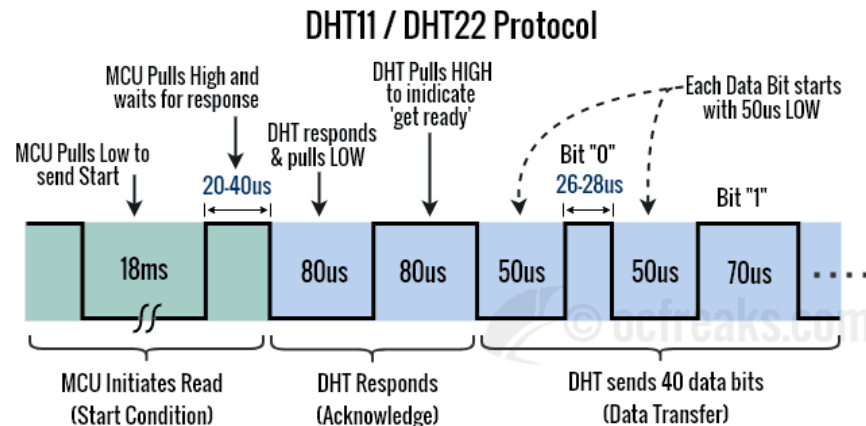 DHT11 / DHT22 Protocol
MCU Pulls High and
waits for response
DHT Pulls HIGH
to inidicate
'get ready'
Each Data Bit starts
with 50us LOW
MCU Pulls Low to
send Start
DHT responds
& pulls LOW
20-40us
Bit "0"
26-28us
Bit "1"
18ms
80us
80us
50us
50us
70us
© ocfreaks.com
MCU Initiates Read
(Start Condition)
DHT Responds
(Acknowledge)
DHT sends 40 data bits
(Data Transfer)